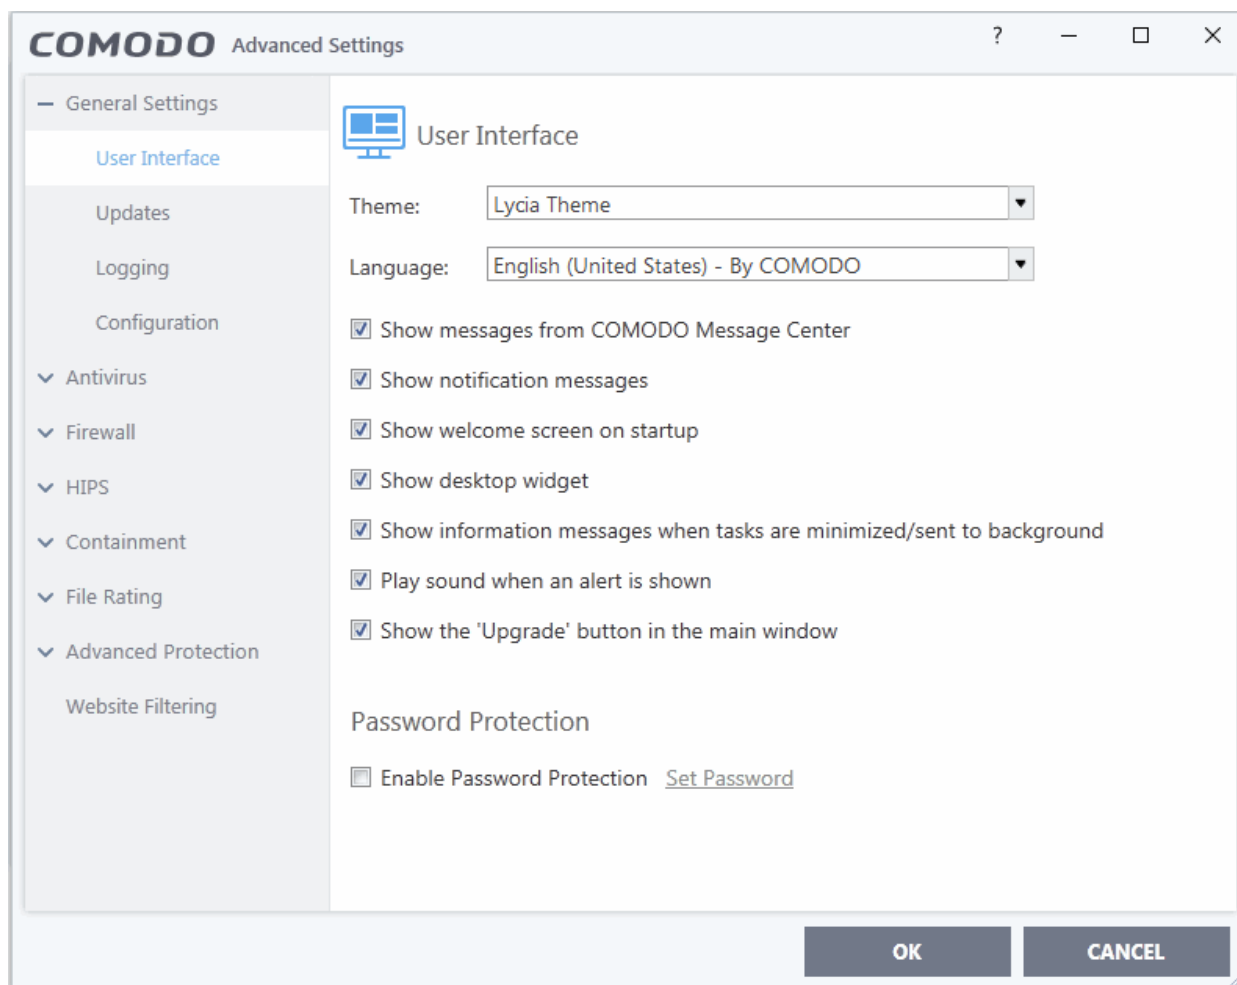 COMODO Advanced Settings ?
General Settings
User Interface
Updates
Logging
Configuration
Antivirus
Firewall
HIPS
Containment
File Rating
Advanced Protection
Website Filtering
User Interface
Theme: Lycia Theme
Language: English (United States) - By COMODO
Show messages from COMODO Message Center
Show notification messages
Show welcome screen on startup
Show desktop widget
Show information messages when tasks are minimized/sent to background
Play sound when an alert is shown
Show the 'Upgrade' button in the main window
Password Protection
Enable Password Protection Set Password
OK CANCEL